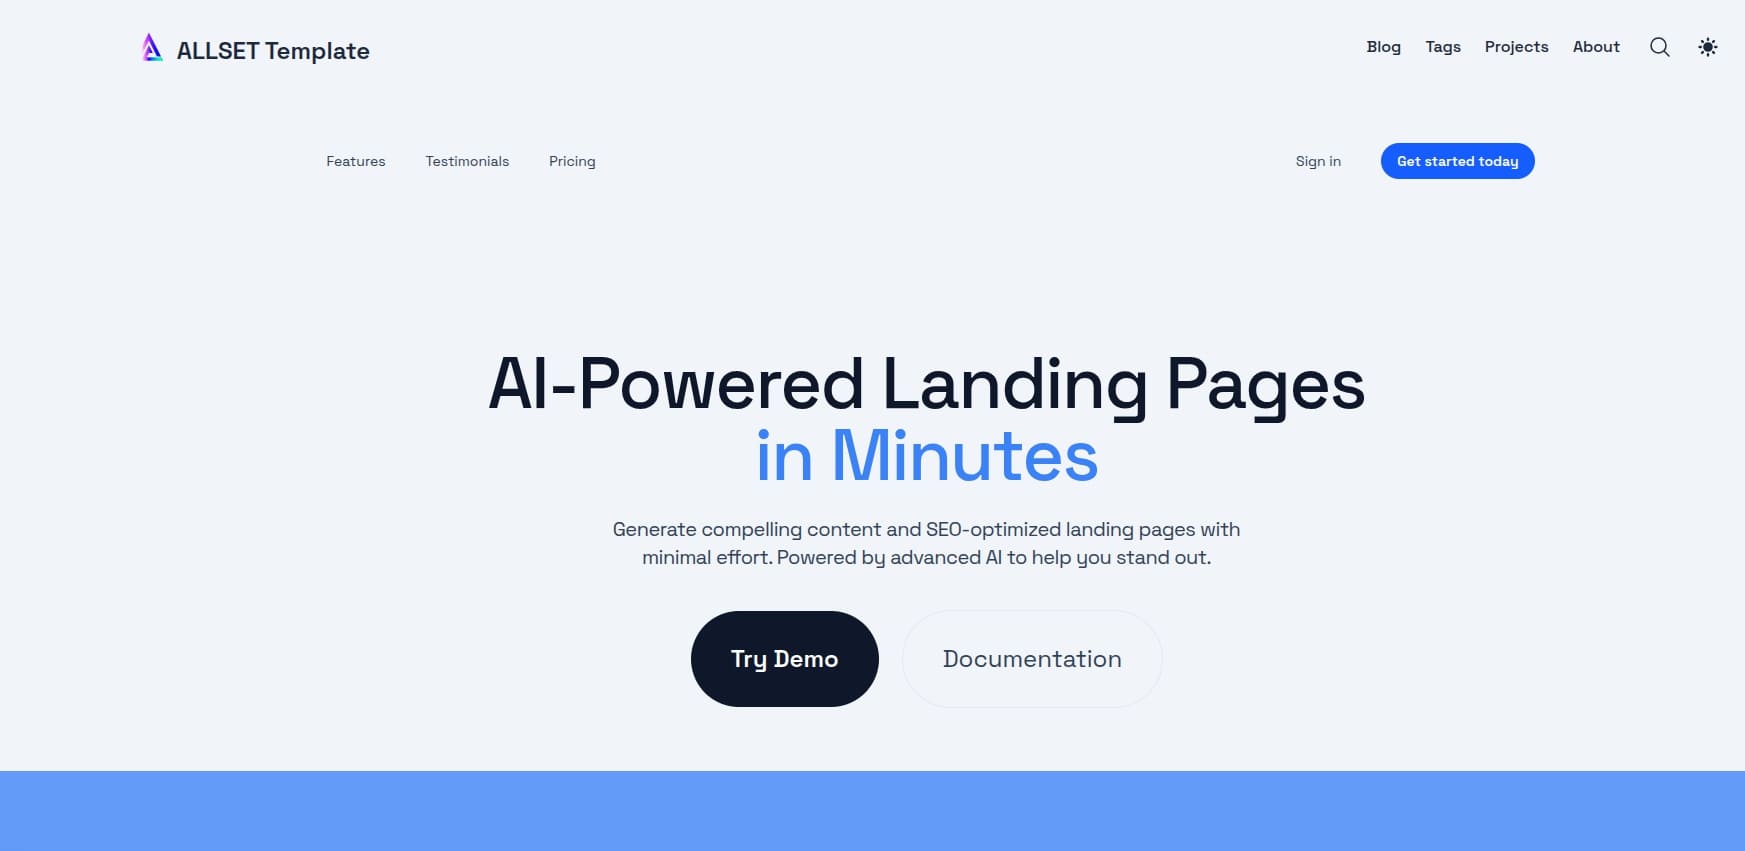 ALLSET Template
Blog Tags Projects About
Features Testimonials Pricing
Sign in Get started today
AI-Powered Landing Pages
in Minutes
Generate compelling content and SEO-optimized landing pages with
minimal effort. Powered by advanced AI to help you stand out.
Try Demo Documentation